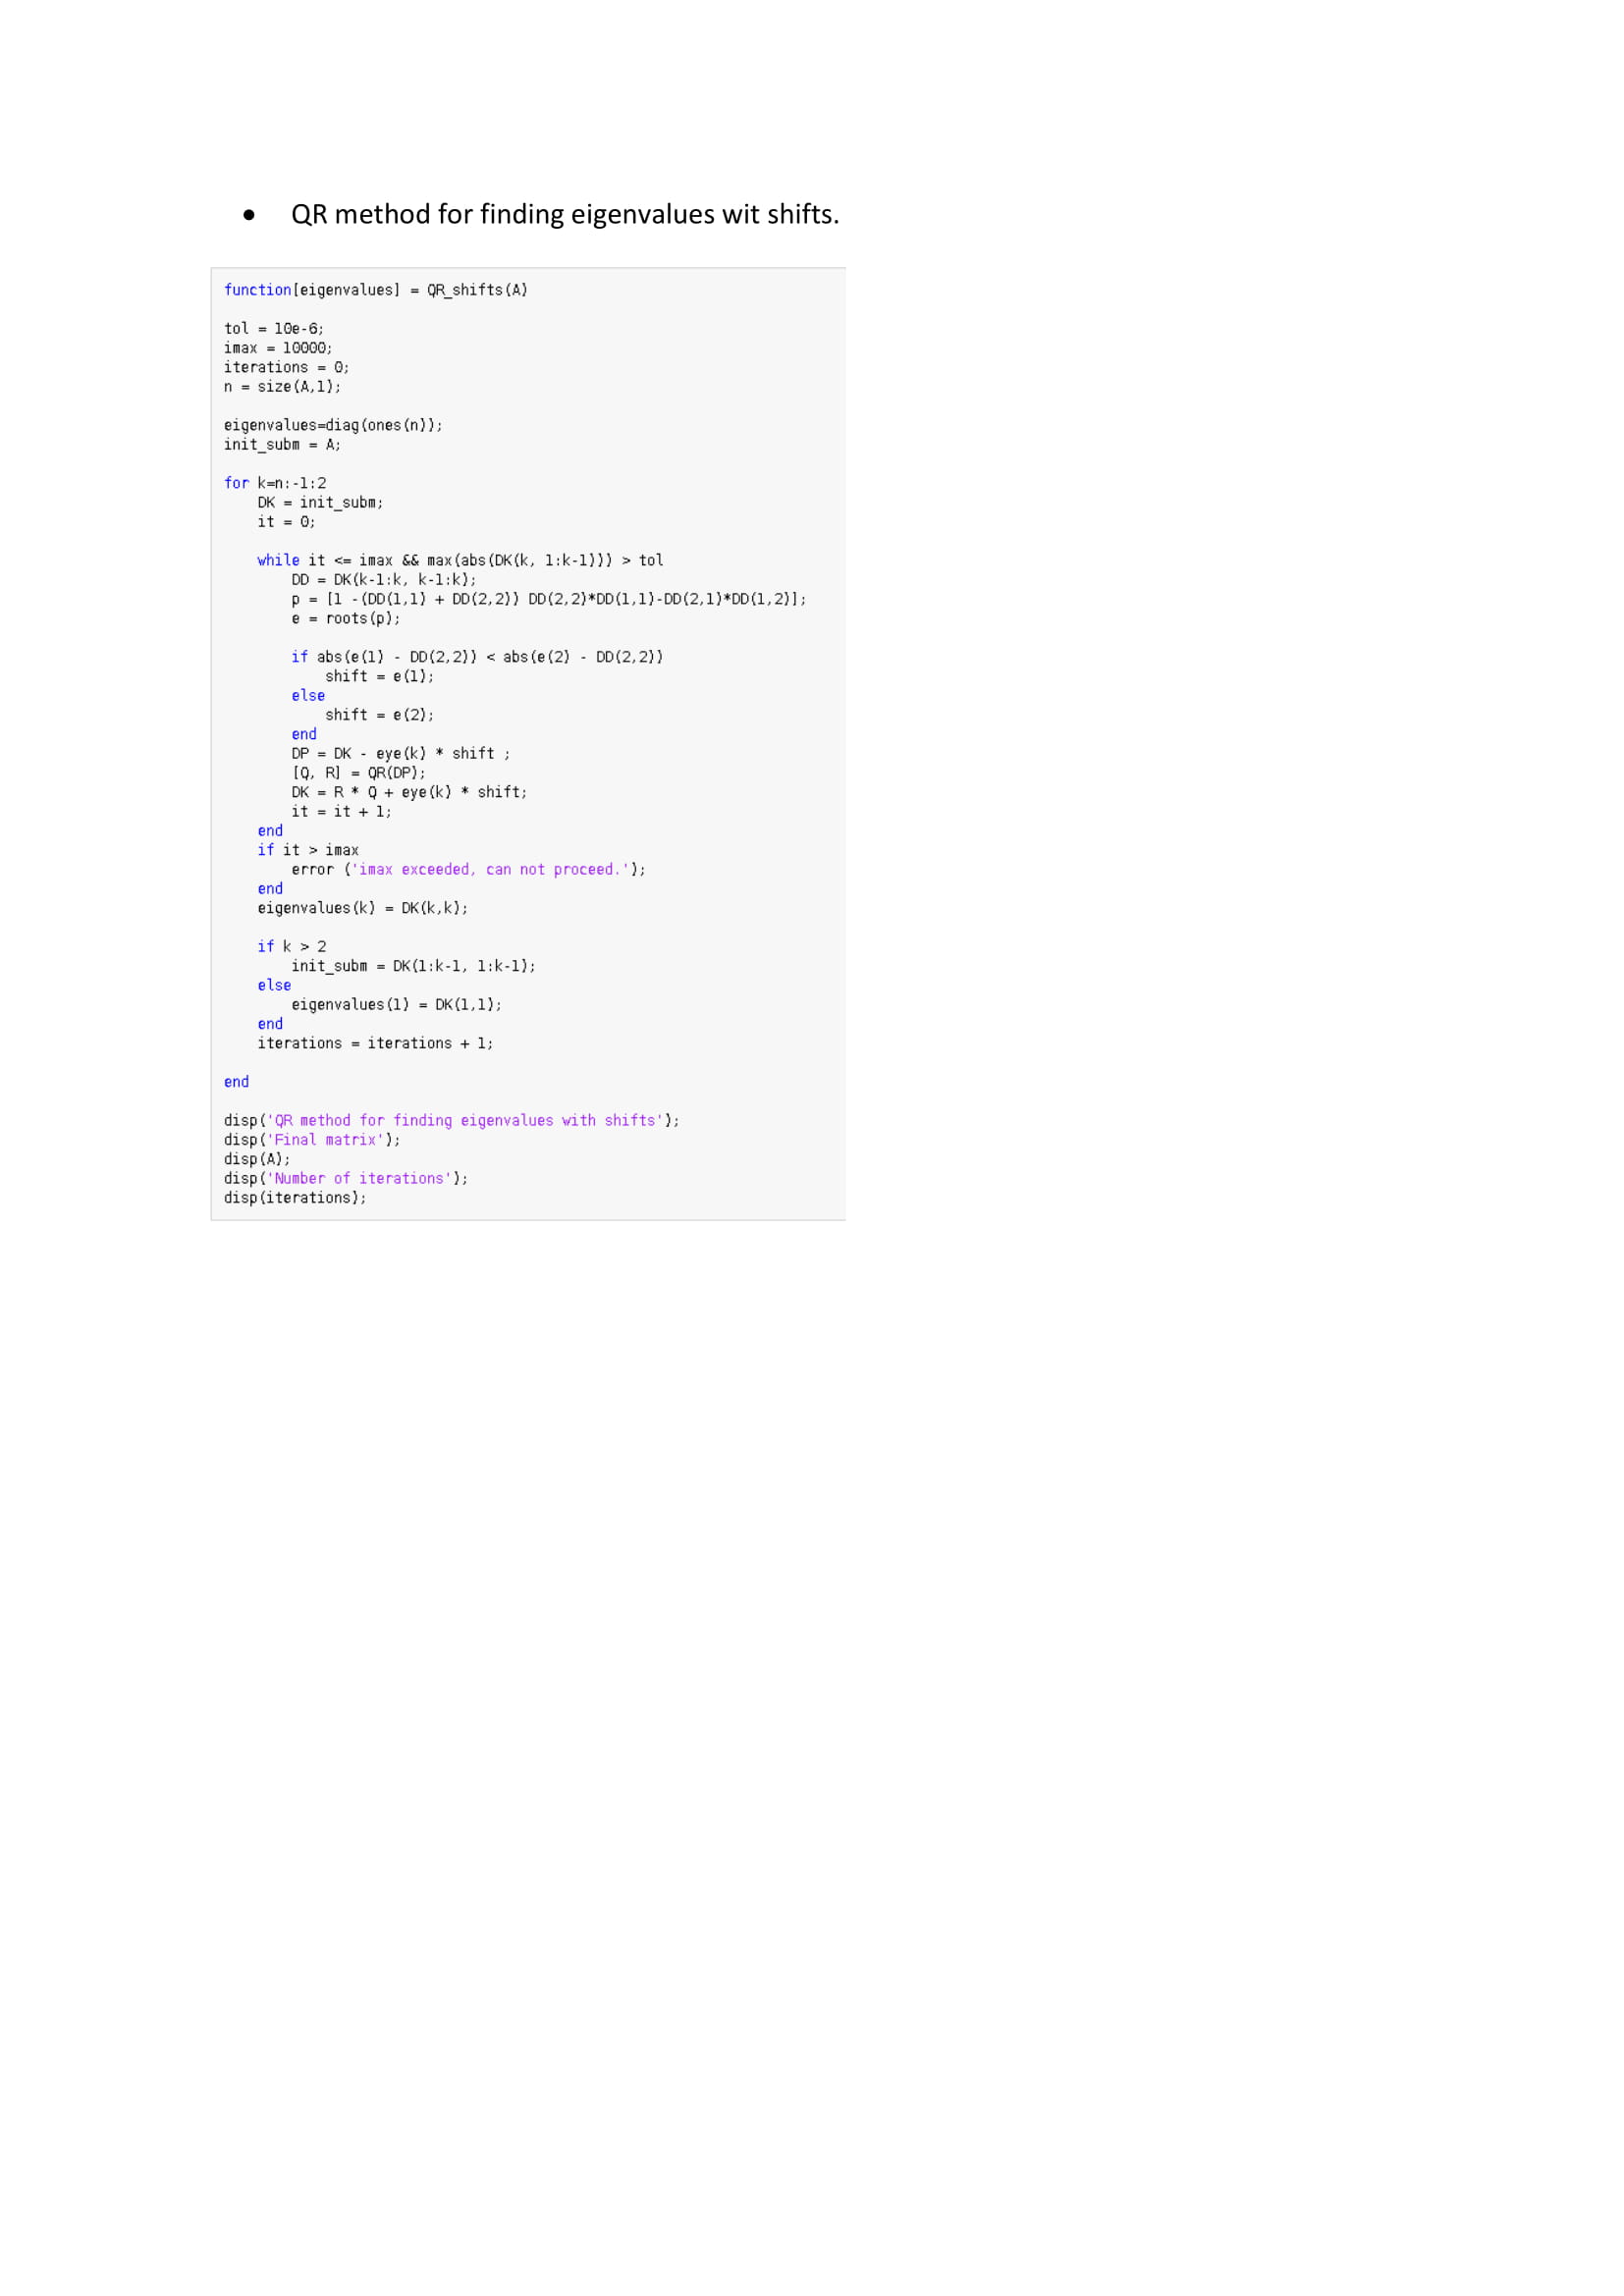 • QR method for finding eigenvalues wit shifts.
function[eigenvalues] = QR_shifts(A)
tol = 10e-6;
imax = 10000;
iterations = 0;
n = size(A,1);
eigenvalues=diag(ones(n));
init_subm = A;
for k=n:-1:2
DK = init_subm;
it = 0;
while it <= imax && max(abs(DK(k, 1:k-1))) > tol
DD = DK(k-1:k, k-1:k);
p = [1 -(DD(1,1) + DD(2,2)) DD(2,2)*DD(1,1)-DD(2,1)*DD(1,2)];
e = roots(p);
if abs(e(1) - DD(2,2)) < abs(e(2) - DD(2,2))
shift = e(1);
else
shift = e(2);
end
DP = DK - eye(k) * shift ;
[Q, R] = QR(DP);
DK = R * Q + eye(k) * shift;
it = it + 1;
end
if it > imax
error ('imax exceeded, can not proceed.');
end
eigenvalues(k) = DK(k,k);
if k > 2
init_subm = DK(1:k-1, 1:k-1);
else
eigenvalues(1) = DK(1,1);
end
iterations = iterations + 1;
end
disp('QR method for finding eigenvalues with shifts');
disp('Final matrix');
disp(A);
disp('Number of iterations');
disp(iterations);